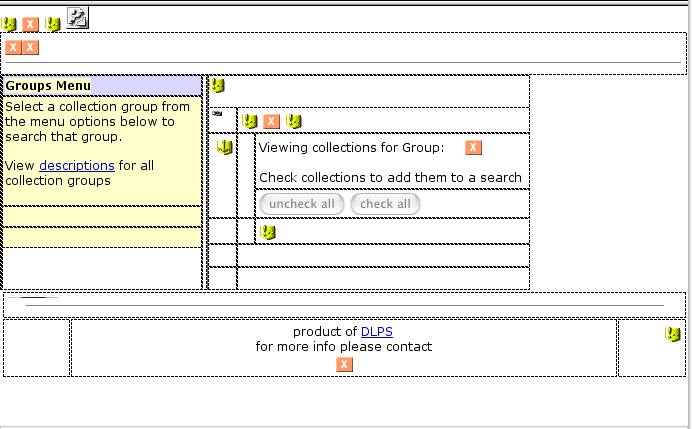 X
X X
Groups Menu
Select a collection group from
the menu options below to
search that group.
View descriptions for all
collection groups
X
Viewing collections for Group: X
Check collections to add them to a search
uncheck all check all
product of DLPS
for more info please contact
X